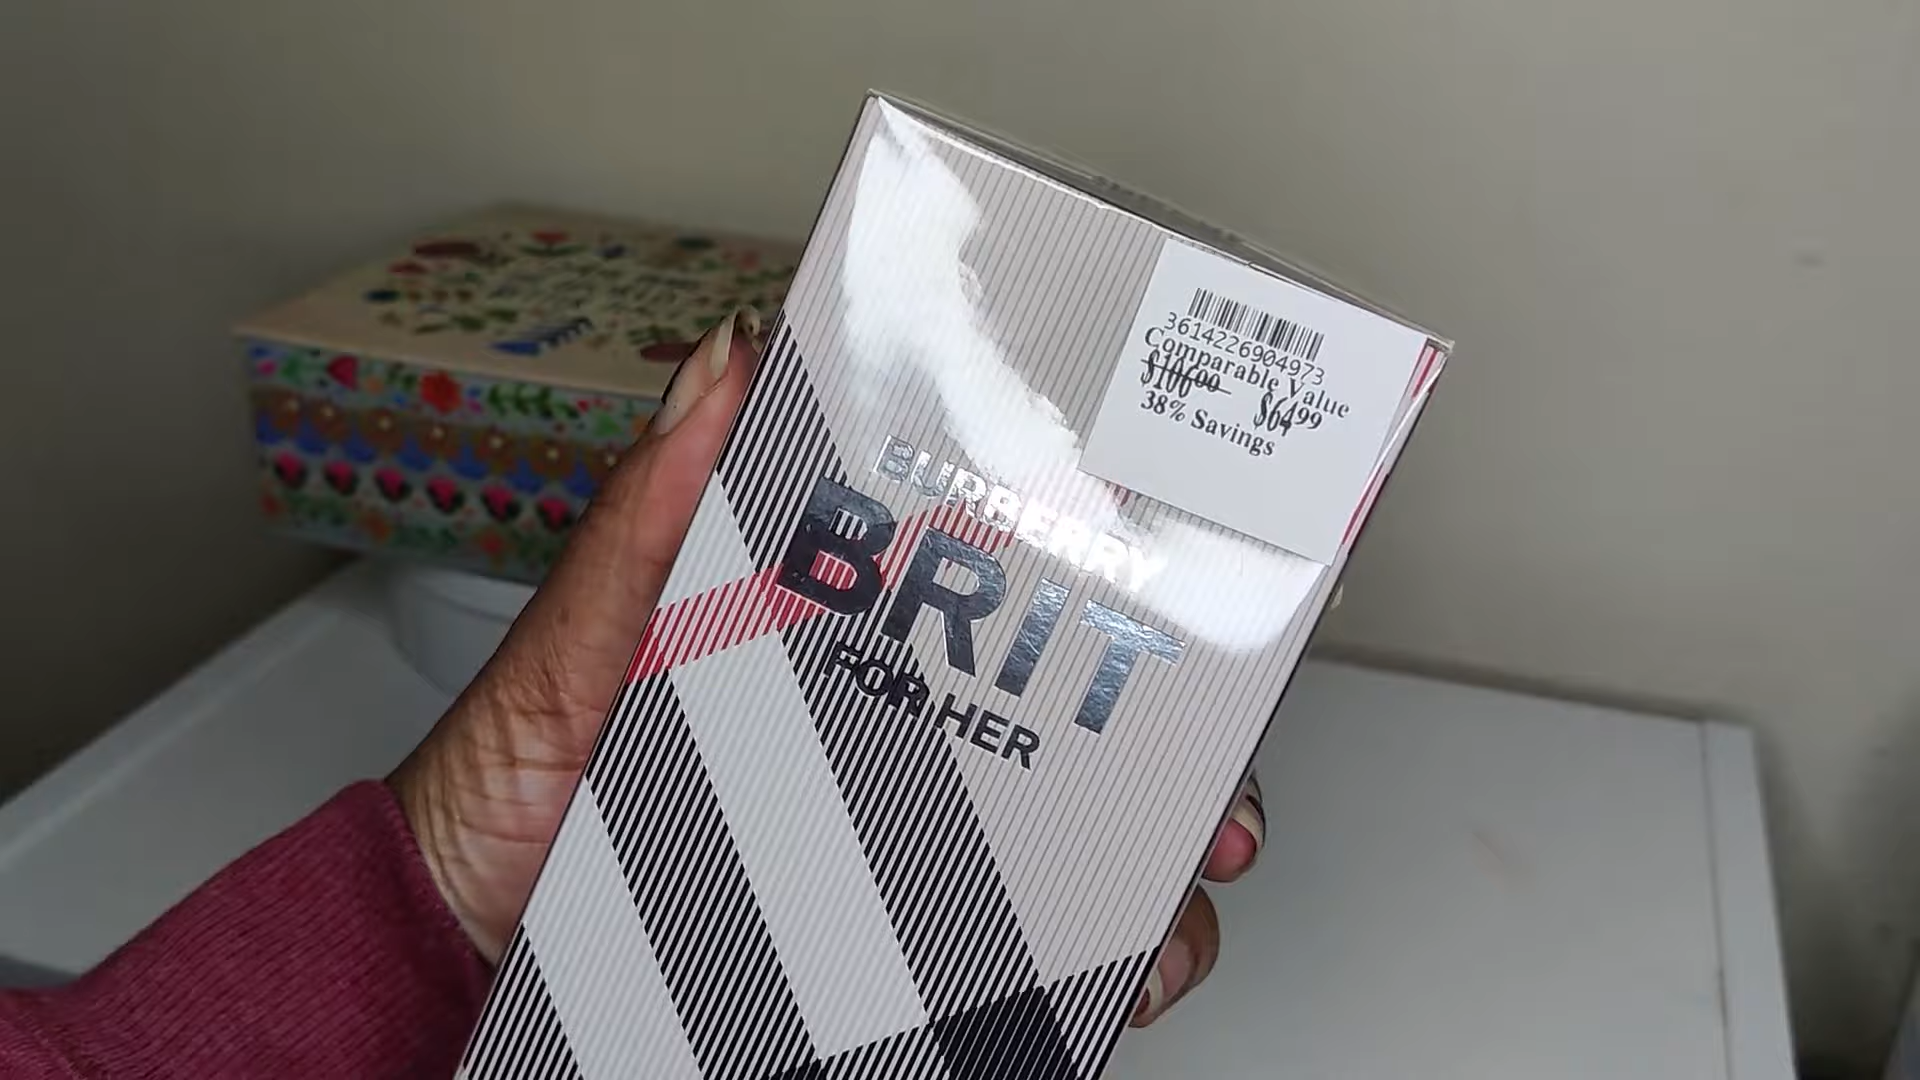 3614226904973
Comparable Value
$106.00 $64.99
38% Savings
BURBERRY
BRIT
FOR HER